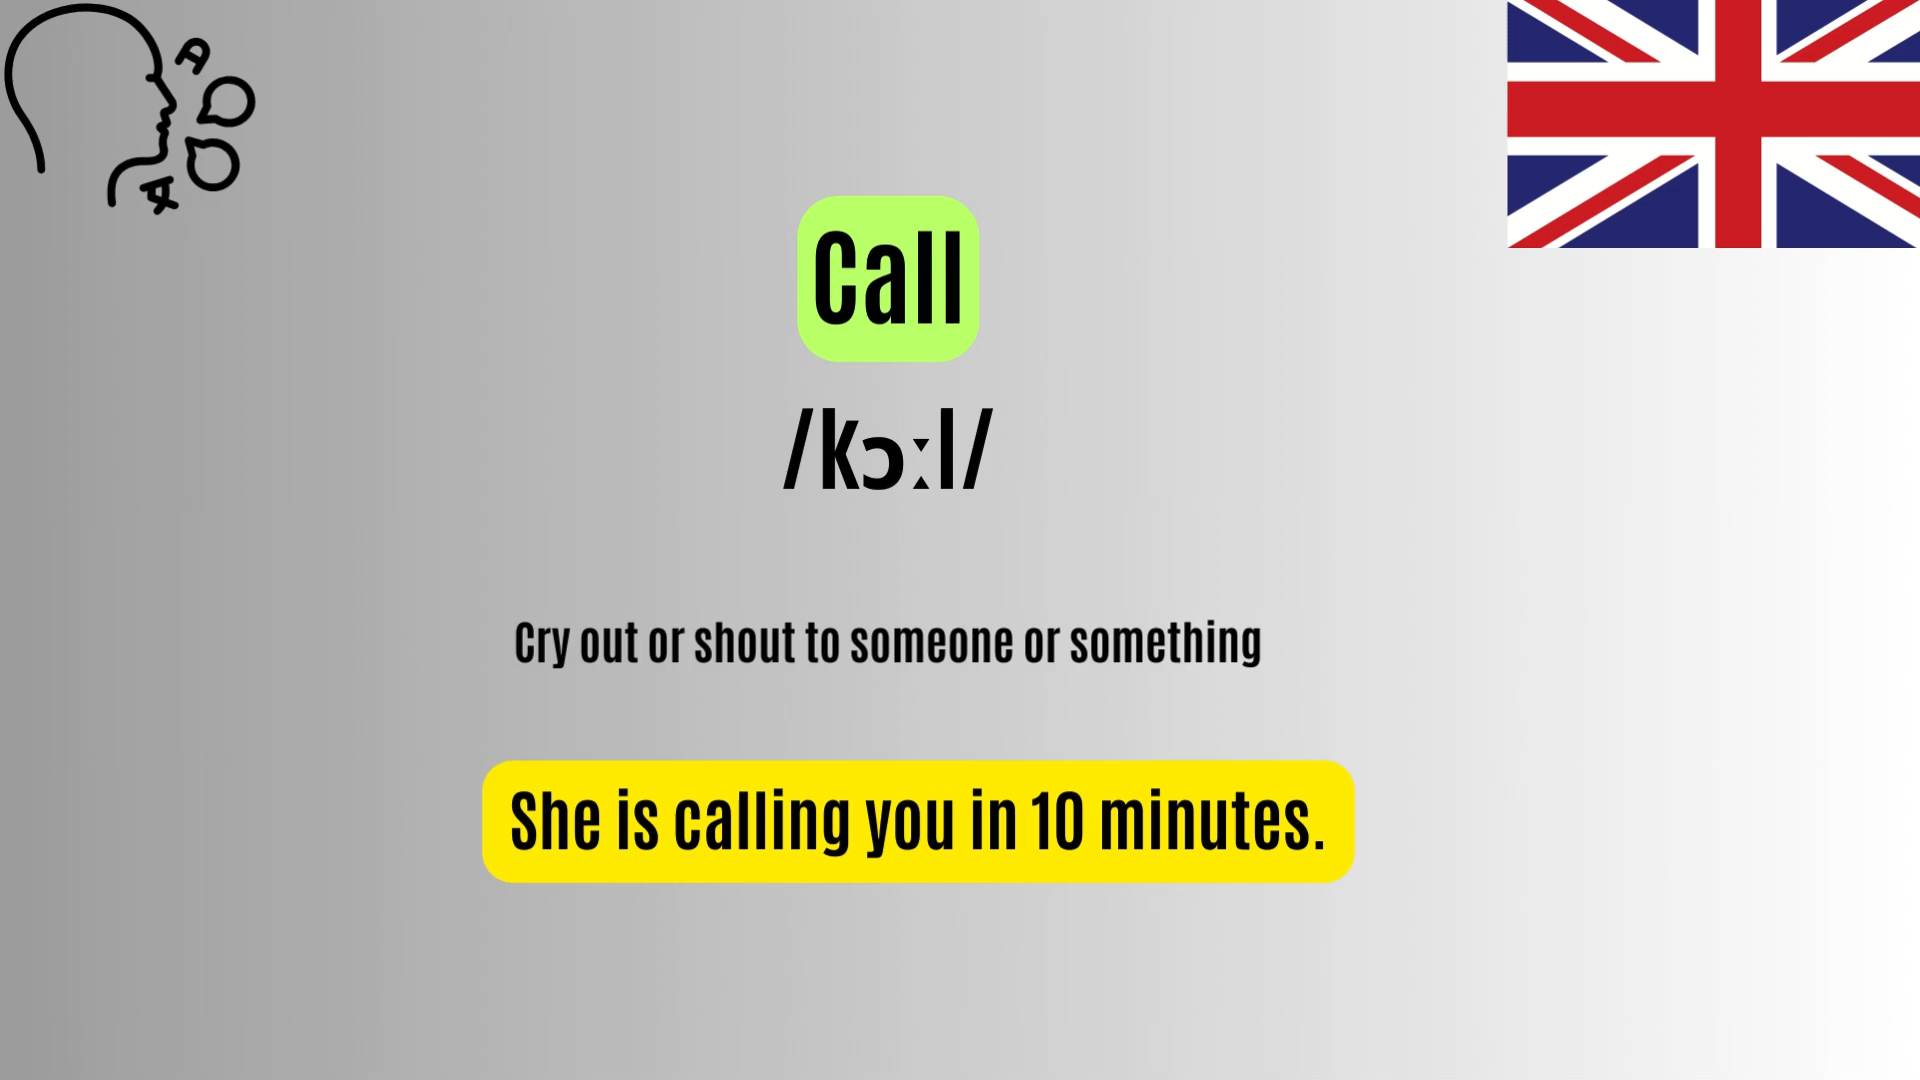 Call
/kɔːl/
Cry out or shout to someone or something
She is calling you in 10 minutes.